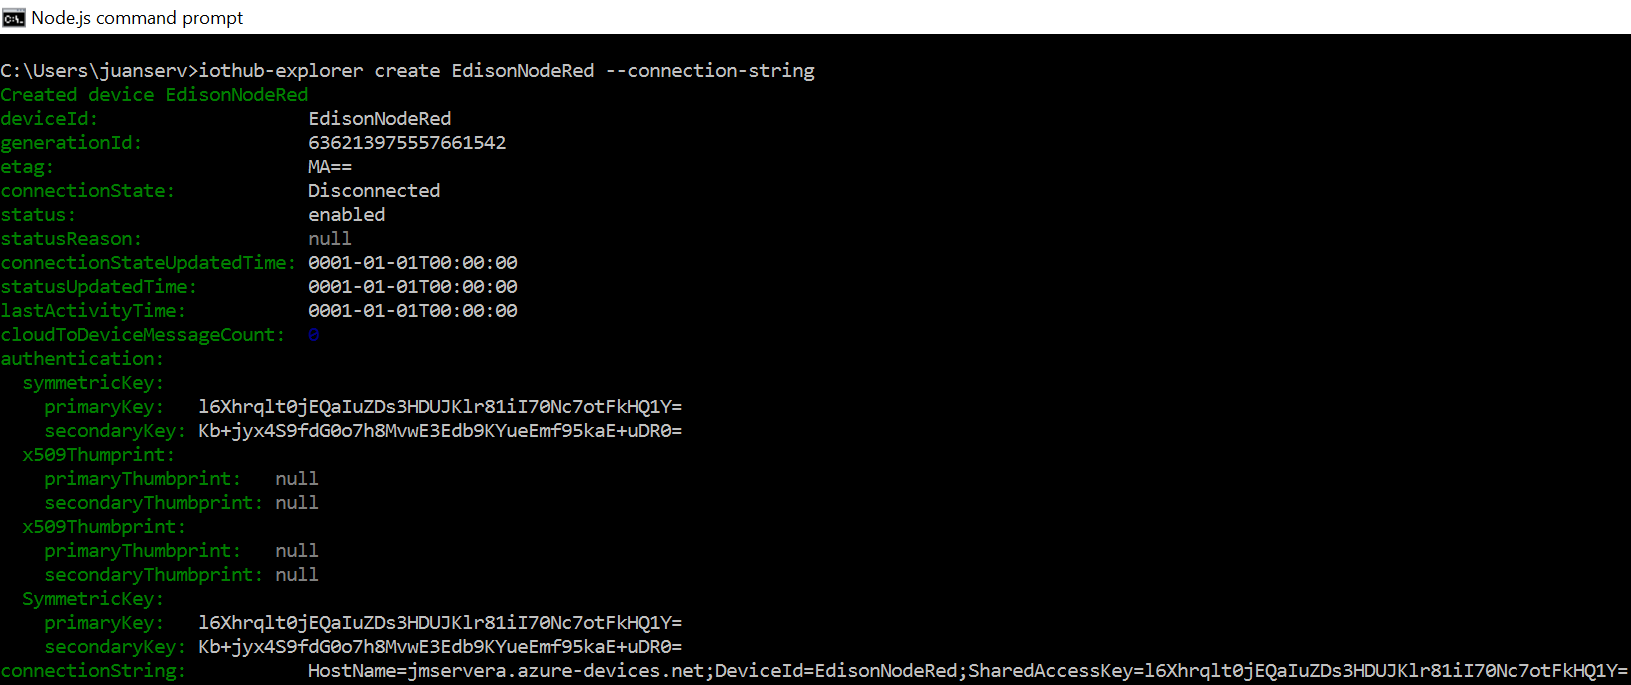 Node.js command prompt
C:\Users\juanserv>iothub-explorer create EdisonNodeRed --connection-string
Created device EdisonNodeRed
deviceId: EdisonNodeRed
generationId: 636213975557661542
etag: MA==
connectionState: Disconnected
status: enabled
statusReason: null
connectionStateUpdatedTime: 0001-01-01T00:00:00
statusUpdatedTime: 0001-01-01T00:00:00
lastActivityTime: 0001-01-01T00:00:00
cloudToDeviceMessageCount: 0
authentication:
symmetricKey:
primaryKey: l6Xhrqlt0jEQaIuZDs3HDUJKlr81iI70Nc7otFkHQ1Y=
secondaryKey: Kb+jyx4S9fdG0o7h8MvwE3Edb9KYueEmf95kaE+uDR0=
x509Thumprint:
primaryThumbprint: null
secondaryThumbprint: null
x509Thumbprint:
primaryThumbprint: null
secondaryThumbprint: null
SymmetricKey:
primaryKey: l6Xhrqlt0jEQaIuZDs3HDUJKlr81iI70Nc7otFkHQ1Y=
secondaryKey: Kb+jyx4S9fdG0o7h8MvwE3Edb9KYueEmf95kaE+uDR0=
connectionString: HostName=jmservera.azure-devices.net;DeviceId=EdisonNodeRed;SharedAccessKey=l6Xhrqlt0jEQaIuZDs3HDUJKlr81iI70Nc7otFkHQ1Y=